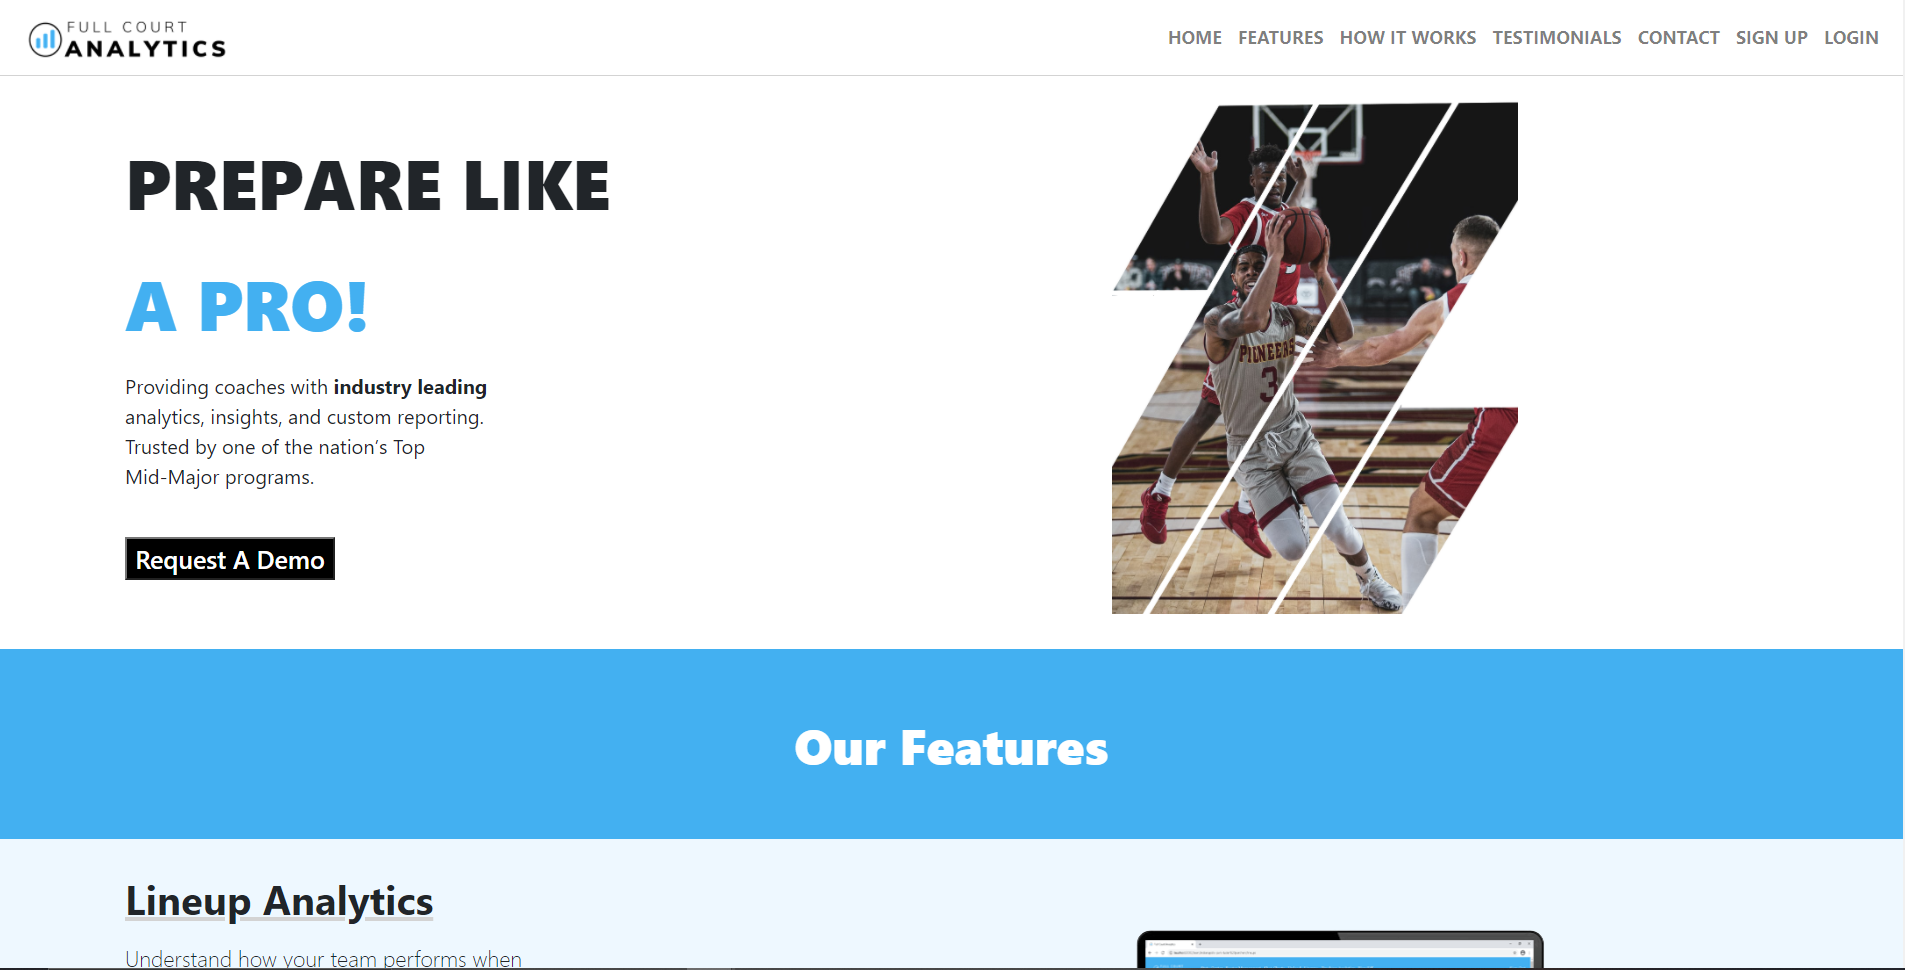 FULL COURT
ANALYTICS
HOME FEATURES HOW IT WORKS TESTIMONIALS CONTACT SIGN UP LOGIN
PREPARE LIKE
A PRO!
Providing coaches with industry leading
analytics, insights, and custom reporting.
Trusted by one of the nation’s Top
Mid-Major programs.
Request A Demo
PIONEERS
3
Our Features
Lineup Analytics
Understand how your team performs when